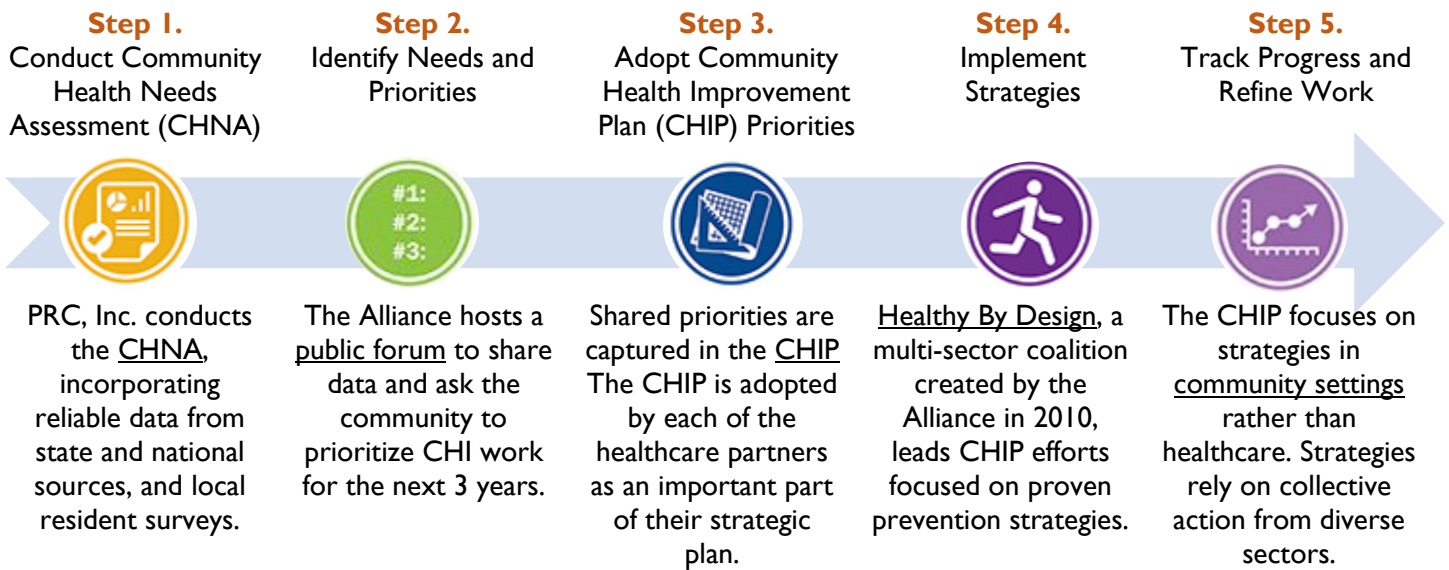 Step 1.
Conduct Community
Health Needs
Assessment (CHNA)
PRC, Inc. conducts
the CHNA,
incorporating
reliable data from
state and national
sources, and local
resident surveys.
Step 2.
Identify Needs and
Priorities
#1:
#2:
#3:
The Alliance hosts a
public forum to share
data and ask the
community to
prioritize CHI work
for the next 3 years.
Step 3.
Adopt Community
Health Improvement
Plan (CHIP) Priorities
Shared priorities are
captured in the CHIP
The CHIP is adopted
by each of the
healthcare partners
as an important part
of their strategic
plan.
Step 4.
Implement
Strategies
Healthy By Design, a
multi-sector coalition
created by the
Alliance in 2010,
leads CHIP efforts
focused on proven
prevention strategies.
Step 5.
Track Progress and
Refine Work
The CHIP focuses on
strategies in
community settings
rather than
healthcare. Strategies
rely on collective
action from diverse
sectors.